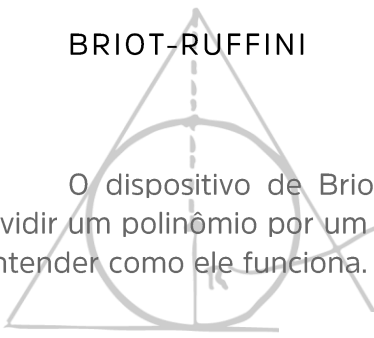 BRIOT-RUFFINI
O dispositivo de Brio
vidir um polinômio por um
ntender como ele funciona.
R